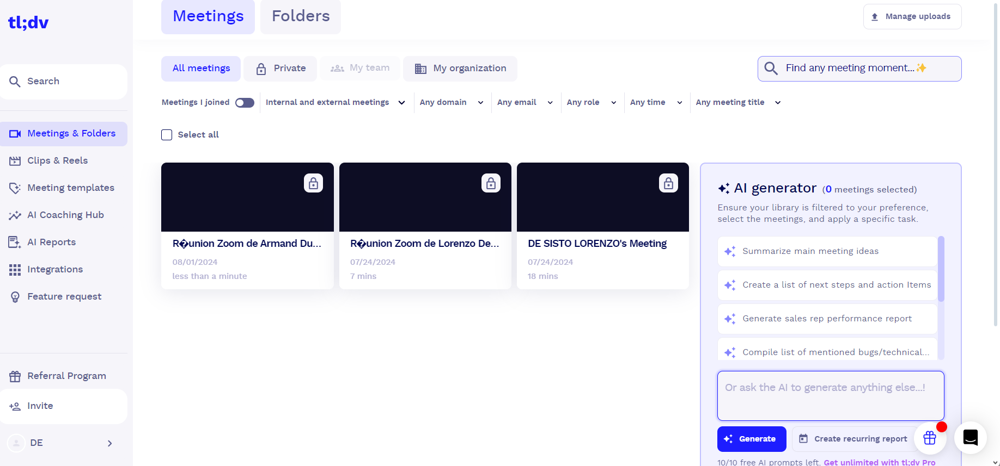 tl;dv
Search
Meetings & Folders
Clips & Reels
Meeting templates
AI Coaching Hub
AI Reports
Integrations
Feature request
Referral Program
Invite
DE
Meetings
Folders
Manage uploads
All meetings
Private
My team
My organization
Find any meeting moment...✨
Meetings I joined
Internal and external meetings
Any domain
Any email
Any role
Any time
Any meeting title
Select all
R�union Zoom de Armand Du...
08/01/2024
less than a minute
R�union Zoom de Lorenzo De...
07/24/2024
7 mins
DE SISTO LORENZO's Meeting
07/24/2024
18 mins
AI generator (0 meetings selected)
Ensure your library is filtered to your preference,
select the meetings, and apply a specific task.
Summarize main meeting ideas
Create a list of next steps and action Items
Generate sales rep performance report
Compile list of mentioned bugs/technical...
Or ask the AI to generate anything else...!
Generate
Create recurring report
10/10 free AI prompts left. Get unlimited with tl;dv Pro